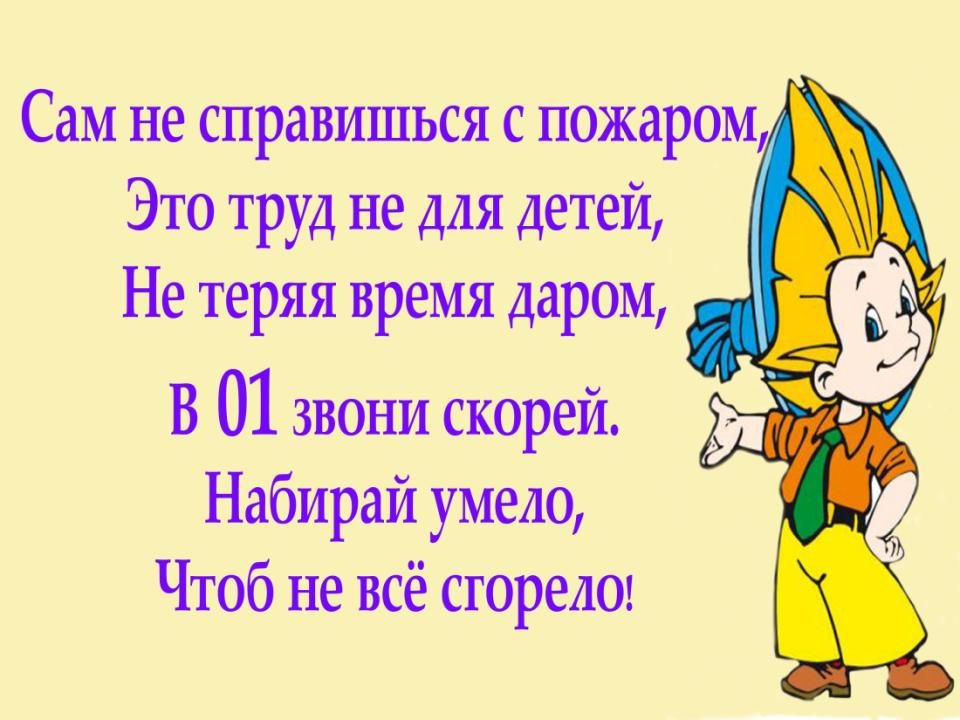 Сам не справишься с пожаром,
Это труд не для детей,
Не теряя время даром,
В 01 звони скорей.
Набирай умело,
Чтоб не всё сгорело!